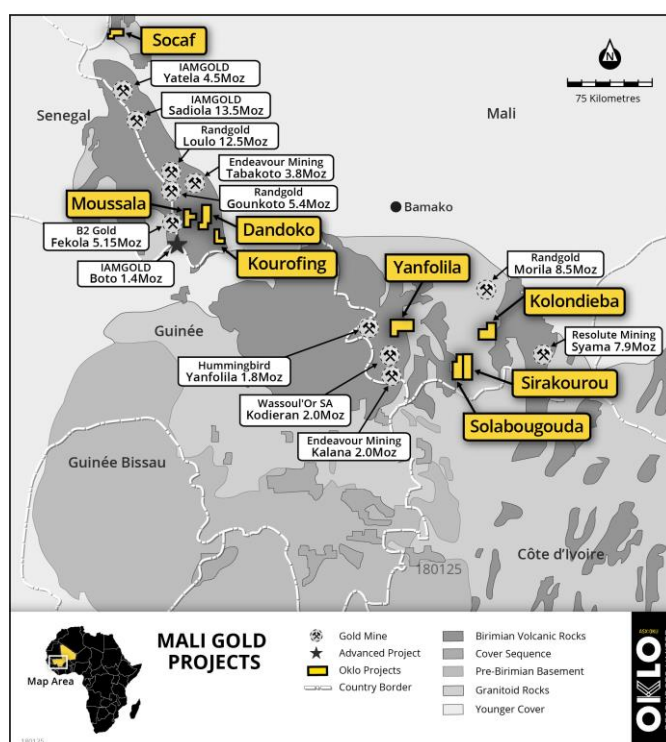 Socaf
N
75 Kilometres
IAMGOLD
Yatela 4.5Moz
IAMGOLD
Sadiola 13.5Moz
Senegal
Mali
Randgold
Loulo 12.5Moz
Endeavour Mining
Tabakoto 3.8Moz
Randgold
Gounkoto 5.4Moz
Moussala
Bamako
B2 Gold
Fekola 5.15Moz
Dandoko
IAMGOLD
Boto 1.4Moz
Kourofing
Yanfolila
Randgold
Morila 8.5Moz
Kolondieba
Guinée
Resolute Mining
Syama 7.9Moz
Hummingbird
Yanfolila 1.8Moz
Sirakourou
Wassoul'Or SA
Kodieran 2.0Moz
Solabougouda
Endeavour Mining
Kalana 2.0Moz
Guinée Bissau
Côte d'Ivoire
180125
MALI GOLD
PROJECTS
Map Area
Gold Mine
Advanced Project
Oklo Projects
Country Border
Birimian Volcanic Rocks
Cover Sequence
Pre-Birimian Basement
Granitoid Rocks
Younger Cover
OKLO
180125